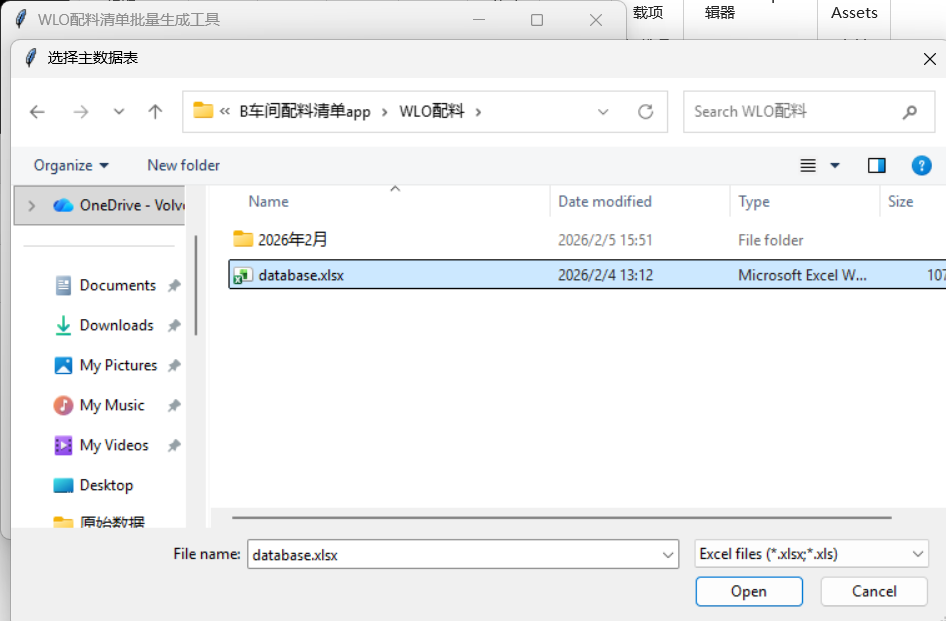 WLO配料清单批量生成工具
载项
辑器
Assets
选择主数据表
« B车间配料清单app › WLO配料 ›
Search WLO配料
Organize
New folder
OneDrive - Volv
Name
Date modified
Type
Size
2026年2月
2026/2/5 15:51
File folder
database.xlsx
2026/2/4 13:12
Microsoft Excel W...
107
Documents
Downloads
My Pictures
My Music
My Videos
Desktop
原始数据
File name:
database.xlsx
Excel files (*.xlsx;*.xls)
Open
Cancel